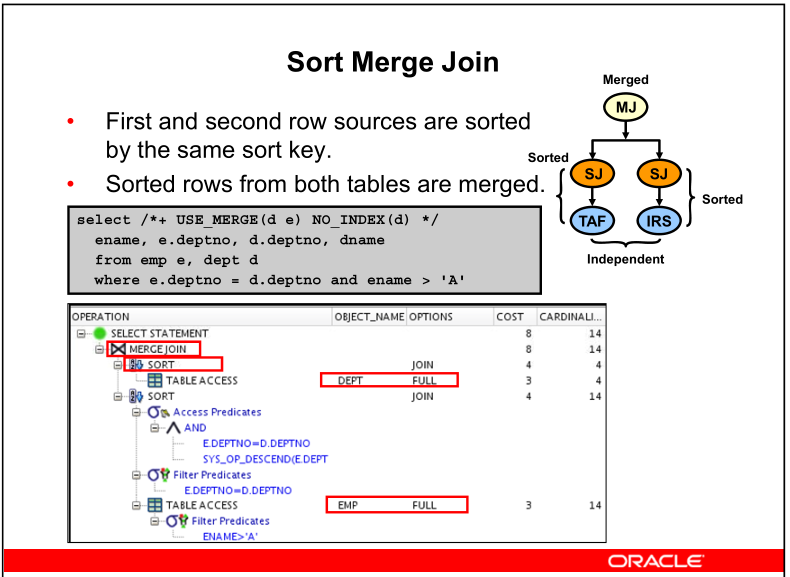 Sort Merge Join
• First and second row sources are sorted
by the same sort key.
• Sorted rows from both tables are merged.
Merged
MJ
Sorted
SJ
SJ
Sorted
TAF
IRS
Independent
select /*+ USE_MERGE(d e) NO_INDEX(d) */
ename, e.deptno, d.deptno, dname
from emp e, dept d
where e.deptno = d.deptno and ename > 'A'
OPERATION OBJECT_NAME OPTIONS COST CARDINALI...
SELECT STATEMENT 8 14
MERGE JOIN 8 14
SORT JOIN 4 4
TABLE ACCESS DEPT FULL 3 4
SORT JOIN 4 14
Access Predicates
AND
E.DEPTNO=D.DEPTNO
SYS_OP_DESCEND(E.DEPT
Filter Predicates
E.DEPTNO=D.DEPTNO
TABLE ACCESS EMP FULL 3 14
Filter Predicates
ENAME>'A'
ORACLE